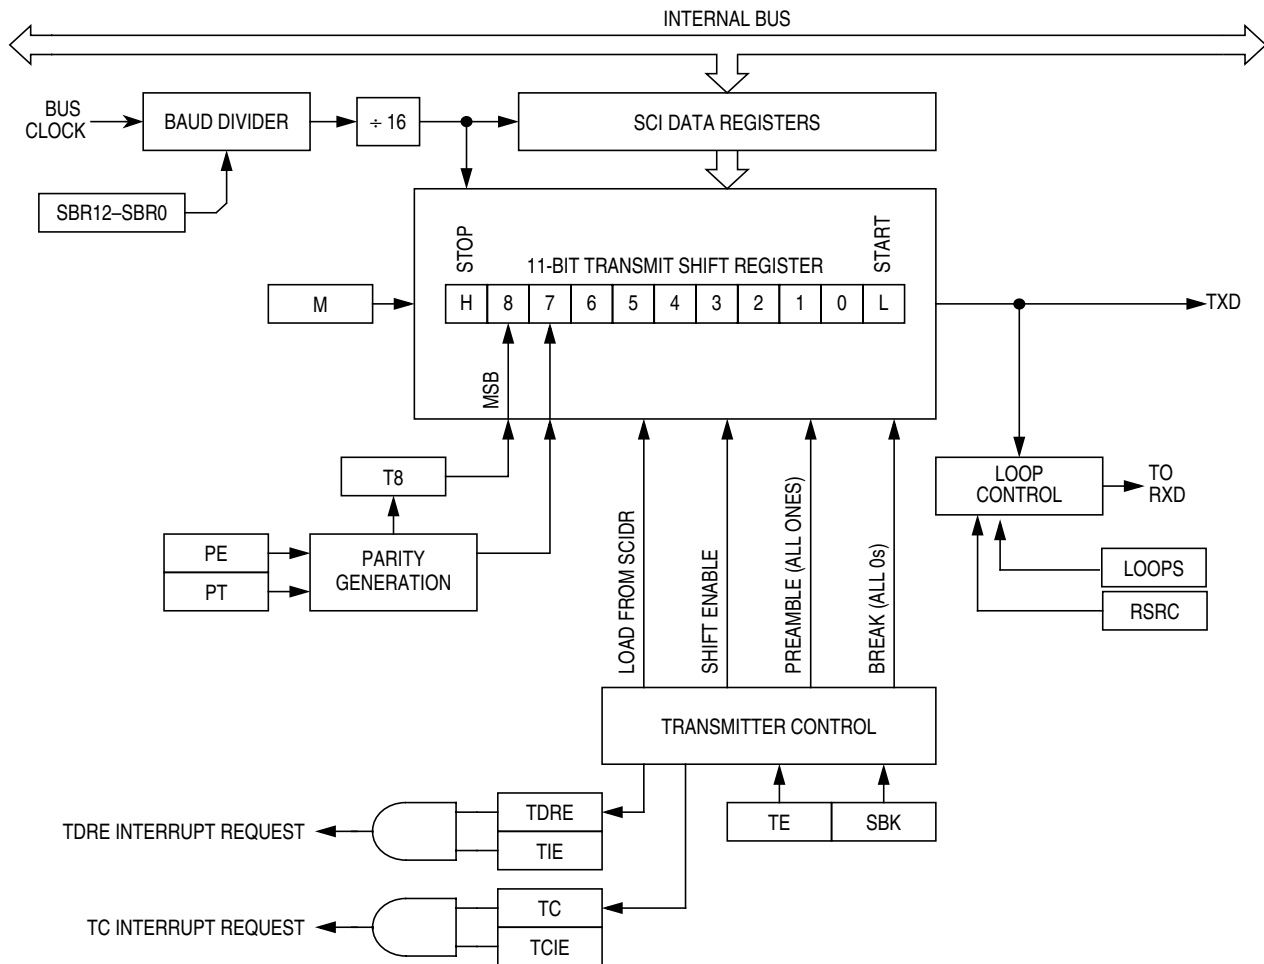 INTERNAL BUS
BUS
CLOCK
BAUD DIVIDER
÷ 16
SCI DATA REGISTERS
SBR12–SBR0
STOP
START
11-BIT TRANSMIT SHIFT REGISTER
M
H 8 7 6 5 4 3 2 1 0 L
TXD
MSB
T8
LOOP
CONTROL
TO
RXD
PE
PT
PARITY
GENERATION
LOAD FROM SCIDR
SHIFT ENABLE
PREAMBLE (ALL ONES)
BREAK (ALL 0s)
LOOPS
RSRC
TRANSMITTER CONTROL
TDRE INTERRUPT REQUEST
TDRE
TIE
TE
SBK
TC INTERRUPT REQUEST
TC
TCIE